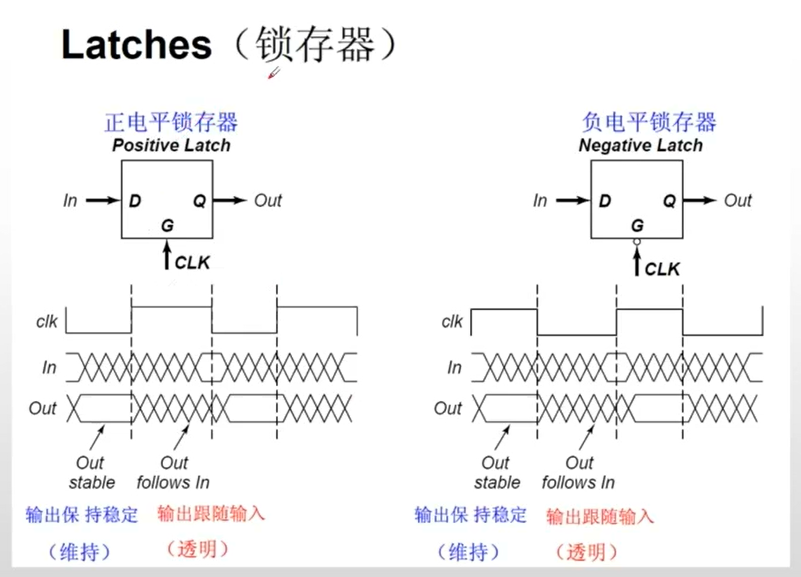 Latches（锁存器）
正电平锁存器
Positive Latch
In
D
Q
Out
G
CLK
clk
In
Out
Out
stable
Out
follows In
输出保 持稳定
输出跟随输入
（维持）
（透明）
负电平锁存器
Negative Latch
In
D
Q
Out
G
CLK
clk
In
Out
Out
stable
Out
follows In
输出保 持稳定
输出跟随输入
（维持）
（透明）